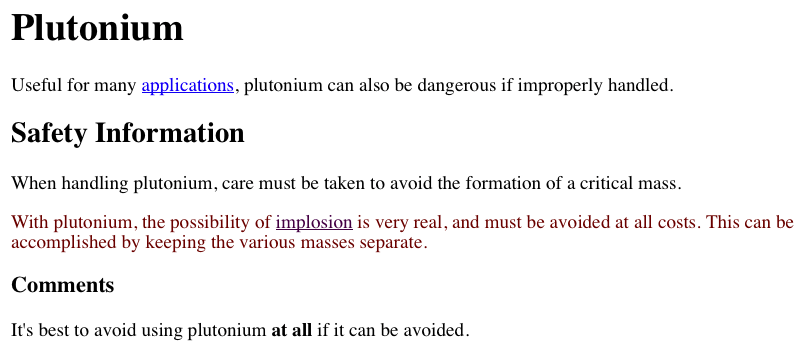 Plutonium
Useful for many applications, plutonium can also be dangerous if improperly handled.
Safety Information
When handling plutonium, care must be taken to avoid the formation of a critical mass.
With plutonium, the possibility of implosion is very real, and must be avoided at all costs. This can be
accomplished by keeping the various masses separate.
Comments
It's best to avoid using plutonium at all if it can be avoided.